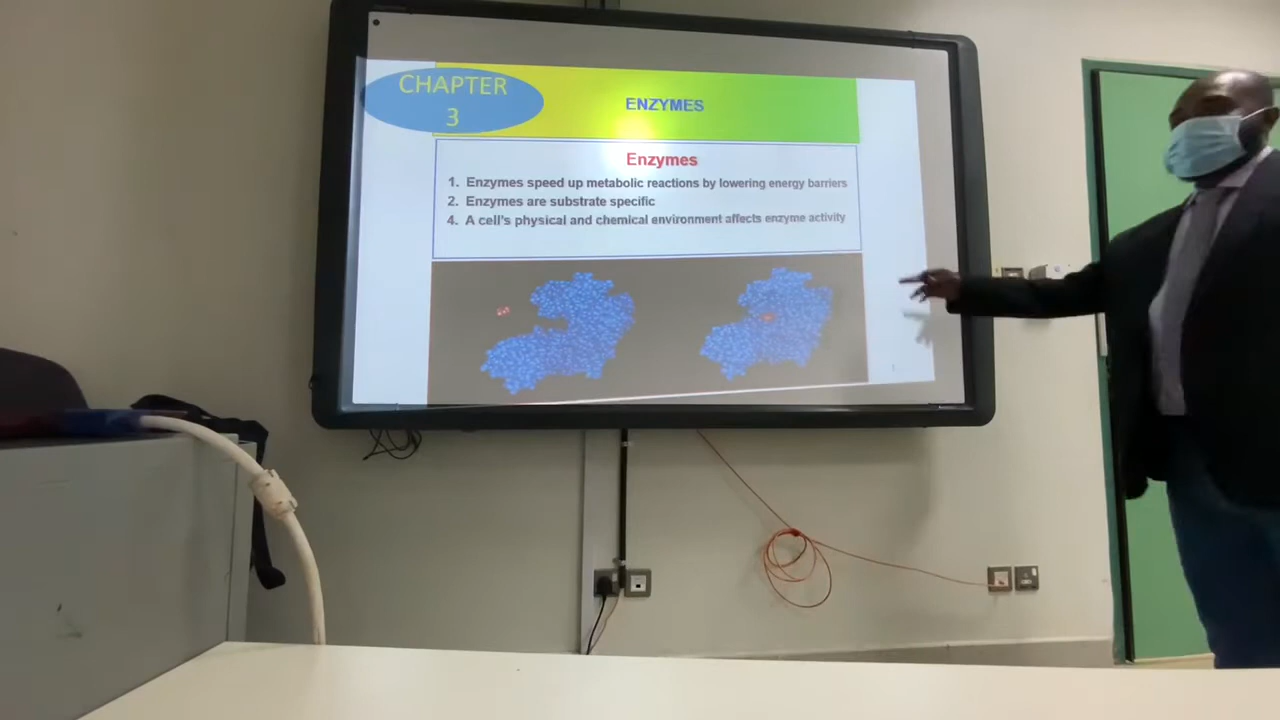 CHAPTER
3
ENZYMES
Enzymes
1. Enzymes speed up metabolic reactions by lowering energy barriers
2. Enzymes are substrate specific
4. A cell's physical and chemical environment affects enzyme activity